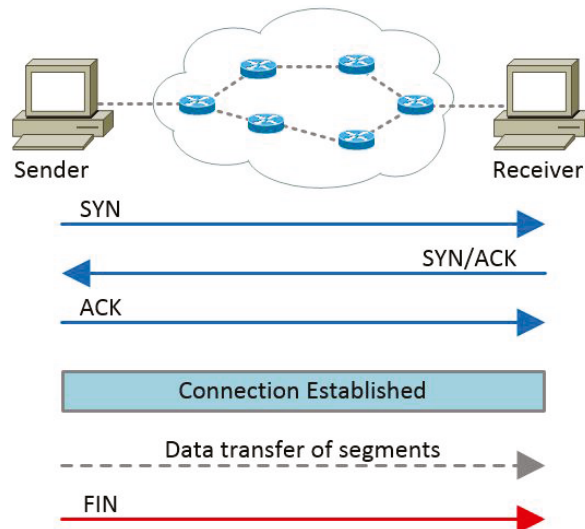 Sender
Receiver
SYN
SYN/ACK
ACK
Connection Established
Data transfer of segments
FIN